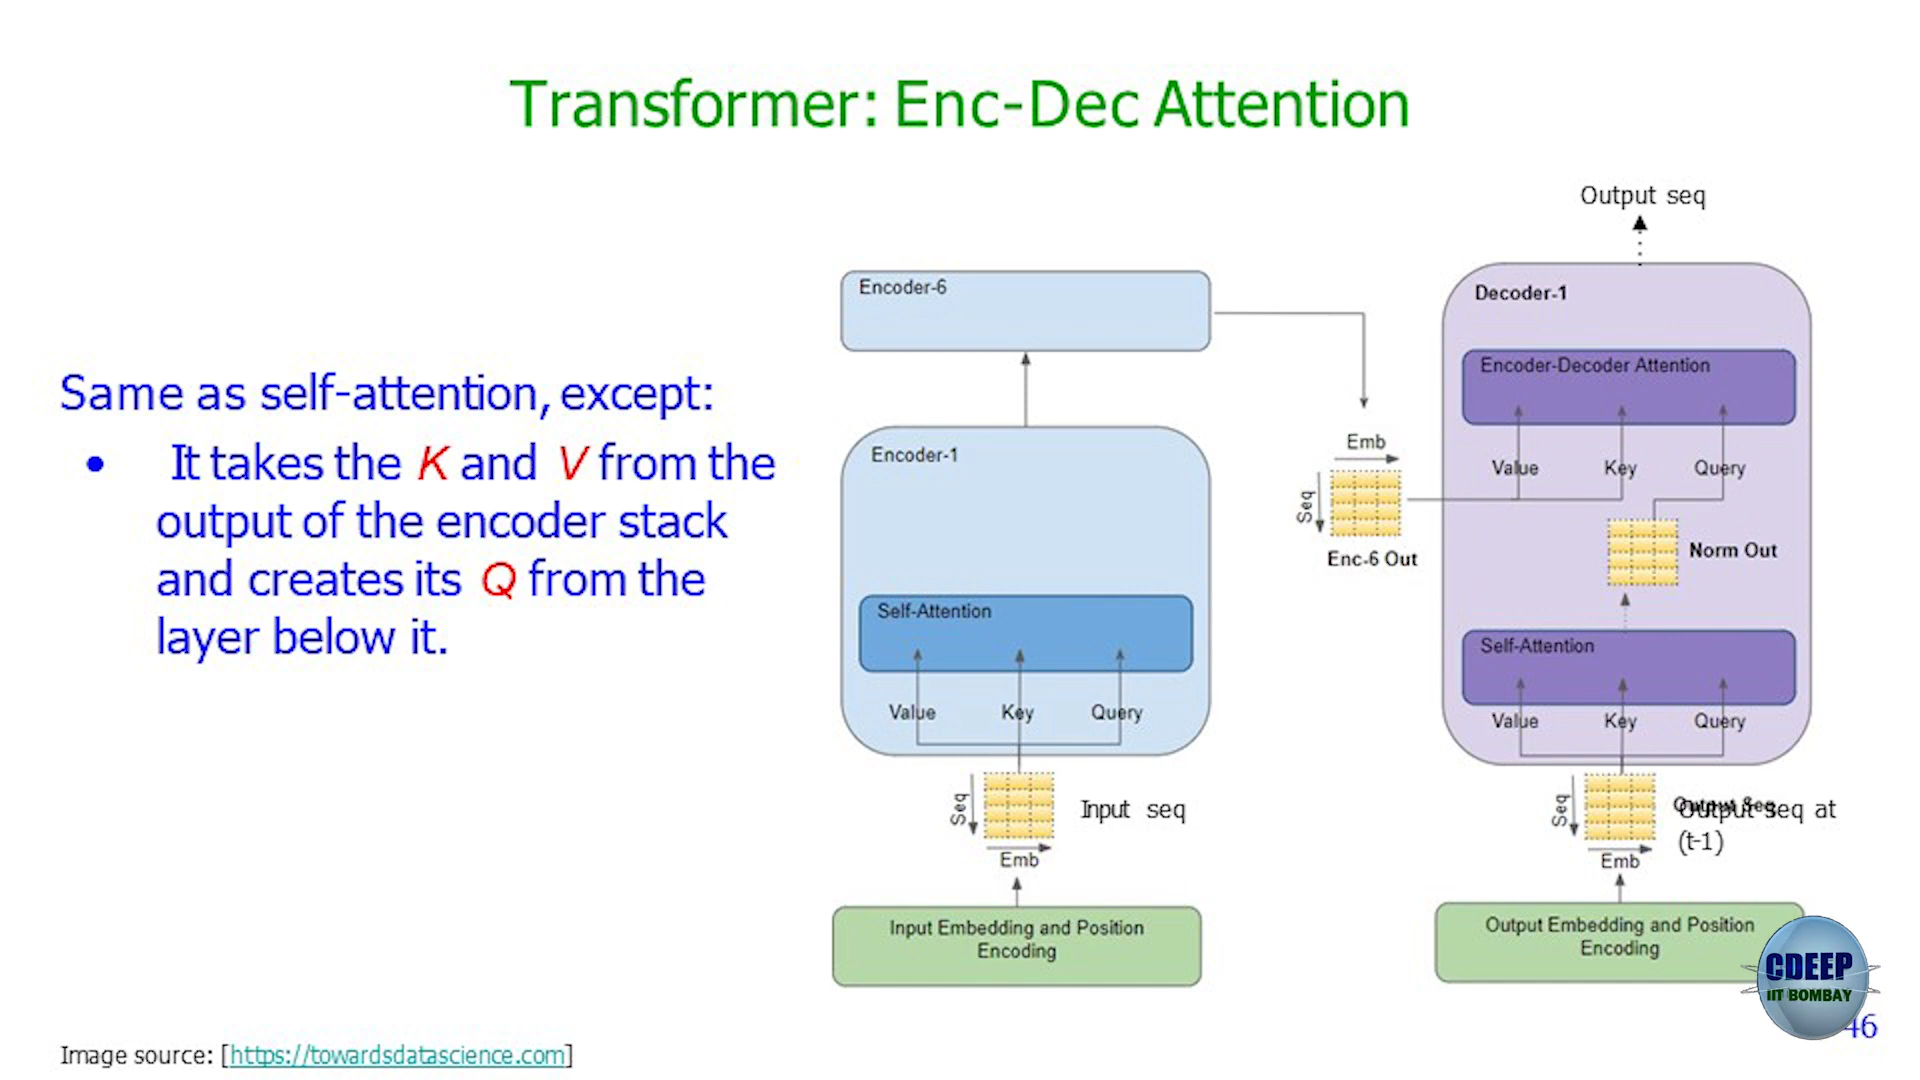 Transformer: Enc-Dec Attention
Same as self-attention, except:
• It takes the K and V from the
output of the encoder stack
and creates its Q from the
layer below it.
Encoder-6
Encoder-1
Self-Attention
Value Key Query
Seq
Input seq
Emb
Input Embedding and Position
Encoding
Emb
Seq
Enc-6 Out
Output seq
Decoder-1
Encoder-Decoder Attention
Value Key Query
Norm Out
Self-Attention
Value Key Query
Seq
Output Seq
Output seq at
(t-1)
Emb
Output Embedding and Position
Encoding
CDEEP
IIT BOMBAY
46
Image source: [https://towardsdatascience.com]